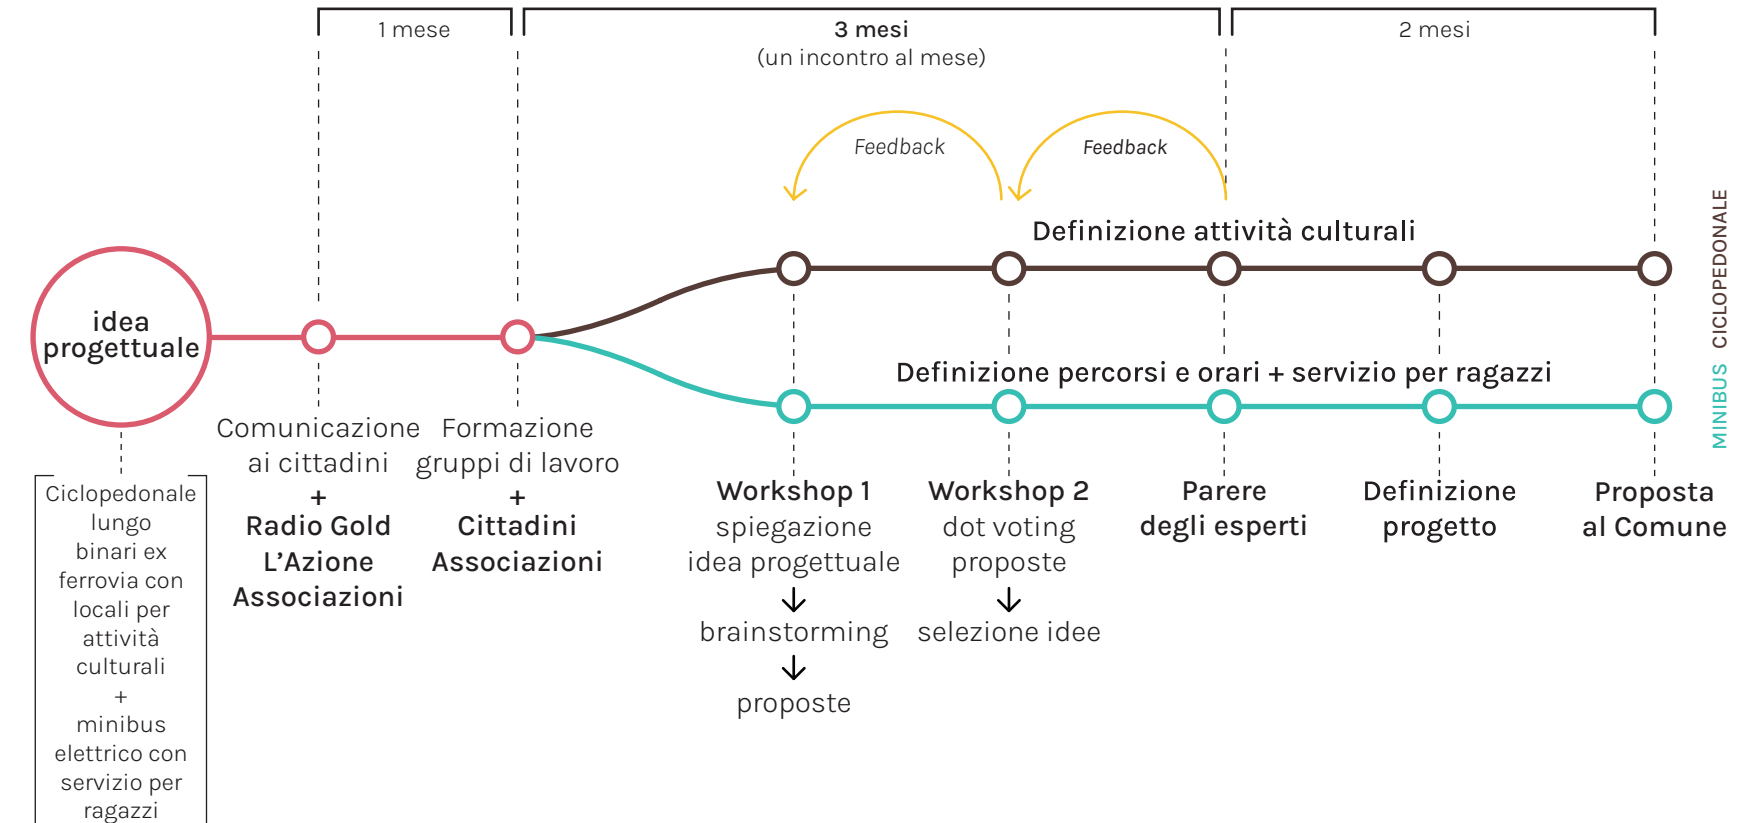 1 mese
3 mesi
(un incontro al mese)
2 mesi
Feedback
Feedback
Definizione attività culturali
CICLOPEDONALE
idea
progettuale
Definizione percorsi e orari + servizio per ragazzi
MINIBUS
Comunicazione
ai cittadini
+
Radio Gold
L'Azione
Associazioni
Formazione
gruppi di lavoro
+
Cittadini
Associazioni
Workshop 1
spiegazione
idea progettuale
brainstorming
proposte
Workshop 2
dot voting
proposte
selezione idee
Parere
degli esperti
Definizione
progetto
Proposta
al Comune
Ciclopedonale
lungo
binari ex
ferrovia con
locali per
attività
culturali
+
minibus
elettrico con
servizio per
ragazzi